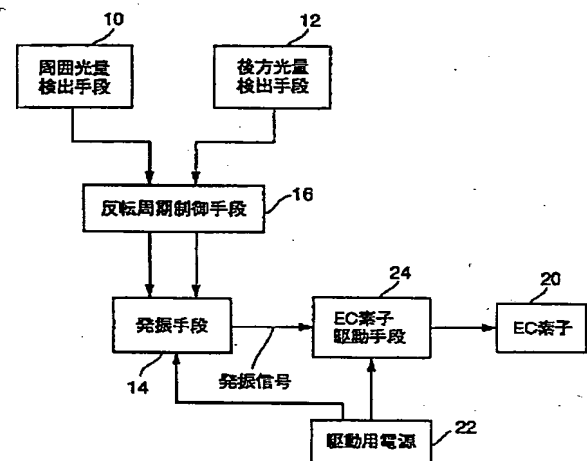 10
12
周囲光量
検出手段
後方光量
検出手段
反転周期制御手段
16
24
20
発振手段
EC素子
駆動手段
EC素子
14
発振信号
駆動用電源
22